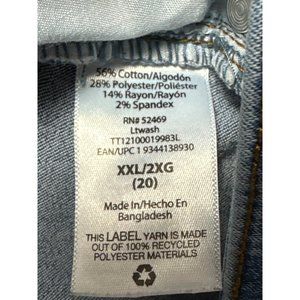 56% Cotton/Algodón
28% Polyester/Poliéster
14% Rayon/Rayón
2% Spandex
RN# 52469
Ltwash
TT12100019983L
EAN/UPC 1 9344138930
XXL/2XG
(20)
Made In/Hecho En
Bangladesh
THIS LABEL YARN IS MADE
OUT OF 100% RECYCLED
POLYESTER MATERIALS